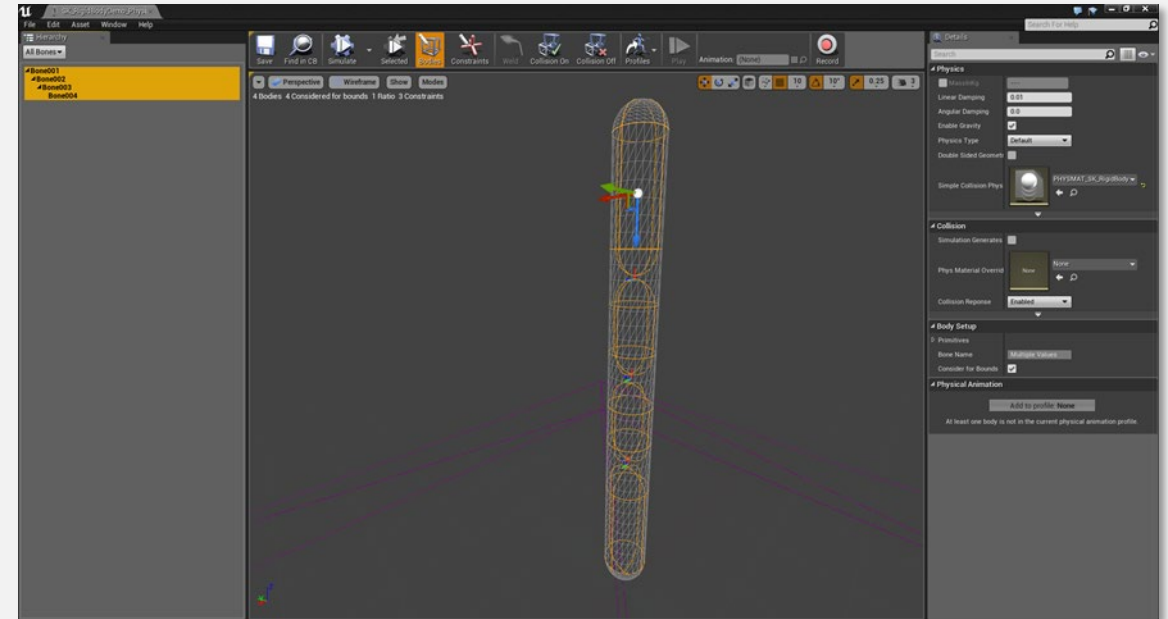 File Edit Asset Window Help
Search For Help
Hierarchy
All Bones
Bone001
Bone002
Bone003
Bone004
Save Find in CB Simulate Selected Bodies Constraints Weld Collision On Collision Off Profiles Play Animation: (None) Record
Perspective Wireframe Show Modes 10 10° 0.25 3
4 Bodies 4 Considered for bounds 1 Ratio 3 Constraints
Details
Search
Physics
MassInKg
Linear Damping 0.01
Angular Damping 0.0
Enable Gravity
Physics Type Default
Double Sided Geometr
Simple Collision Phys PHYSMAT_SK_RigidBody
Collision
Simulation Generates
Phys Material Overrid None None
Collision Reponse Enabled
Body Setup
Primitives
Bone Name Multiple Values
Consider for Bounds
Physical Animation
Add to profile: None
At least one body is not in the current physical animation profile.